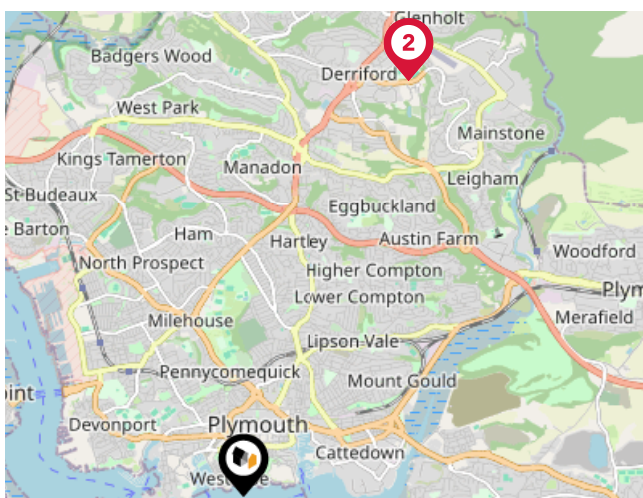 Glenholt
2
Badgers Wood
Derriford
West Park
Mainstone
Kings Tamerton
Manadon
Leigham
St Budeaux
Eggbuckland
Barton
Ham
Hartley
Austin Farm
Woodford
North Prospect
Higher Compton
Plym
Lower Compton
Merafield
Milehouse
Lipson Vale
Pennycomequick
Mount Gould
oint
Devonport
Plymouth
Cattedown
West